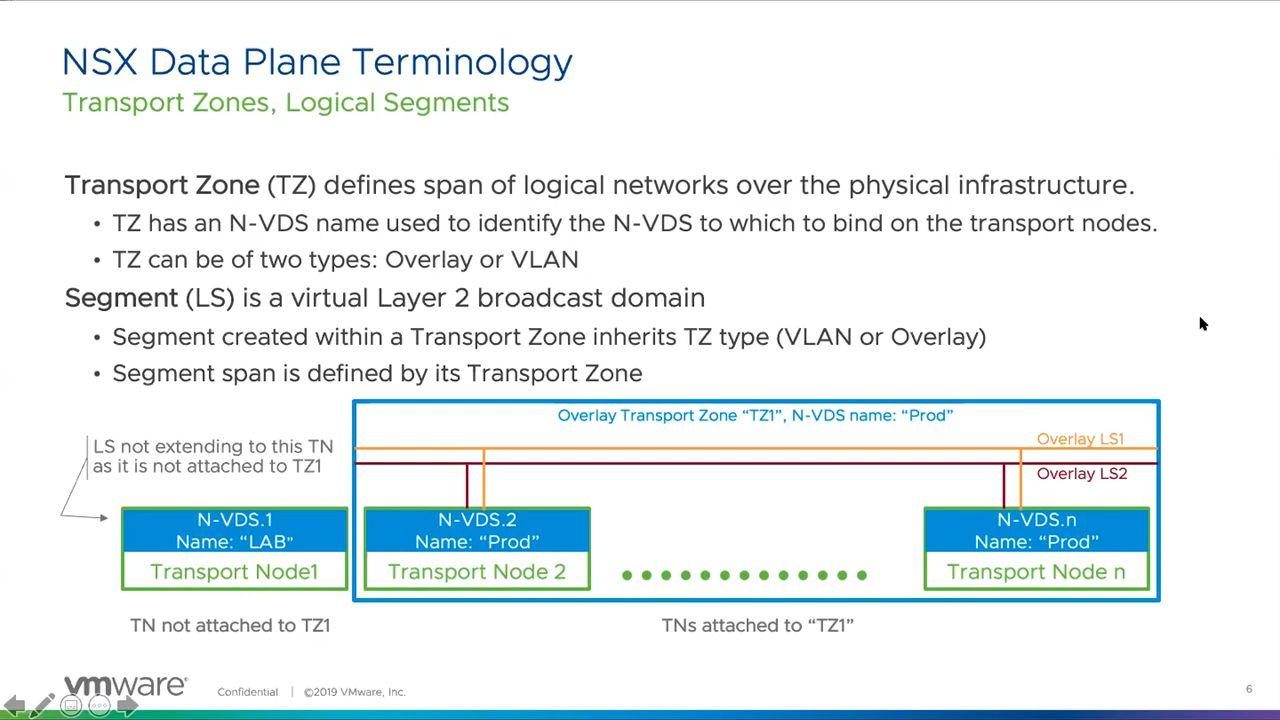 NSX Data Plane Terminology
Transport Zones, Logical Segments
Transport Zone (TZ) defines span of logical networks over the physical infrastructure.
• TZ has an N-VDS name used to identify the N-VDS to which to bind on the transport nodes.
• TZ can be of two types: Overlay or VLAN
Segment (LS) is a virtual Layer 2 broadcast domain
• Segment created within a Transport Zone inherits TZ type (VLAN or Overlay)
• Segment span is defined by its Transport Zone
Overlay Transport Zone “TZ1”, N-VDS name: “Prod”
LS not extending to this TN
as it is not attached to TZ1
Overlay LS1
Overlay LS2
N-VDS.1
Name: “LAB”
Transport Node1
N-VDS.2
Name: “Prod”
Transport Node 2
N-VDS.n
Name: “Prod”
Transport Node n
TN not attached to TZ1
TNs attached to “TZ1”
vmware®
Confidential | ©2019 VMware, Inc.
6